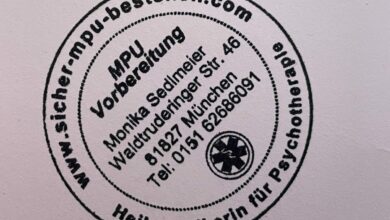 www.sicher-mpu-bestehen.com
MPU
Vorbereitung
Monika Sedlmeier
Waldtruderinger Str. 46
81827 München
Tel: 0151 62686091
für Psychotherapie